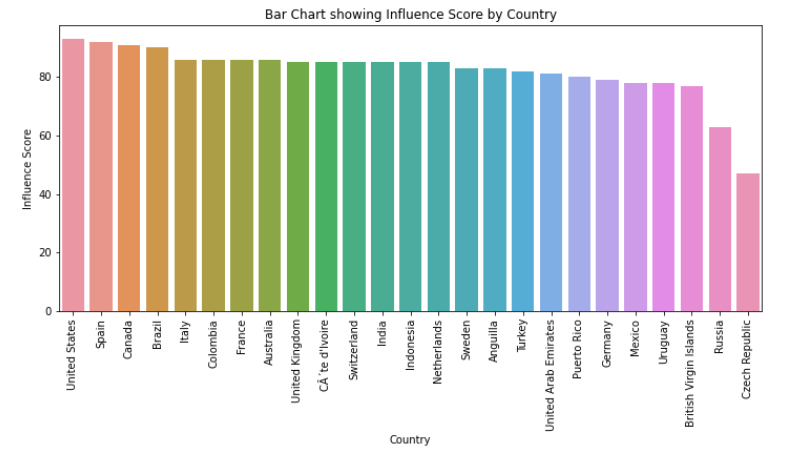 Bar Chart showing Influence Score by Country
Influence Score
80
60
40
20
0
United States
Spain
Canada
Brazil
Italy
Colombia
France
Australia
United Kingdom
CÃ´te d'Ivoire
Switzerland
India
Indonesia
Netherlands
Sweden
Anguilla
Turkey
United Arab Emirates
Puerto Rico
Germany
Mexico
Uruguay
British Virgin Islands
Russia
Czech Republic
Country